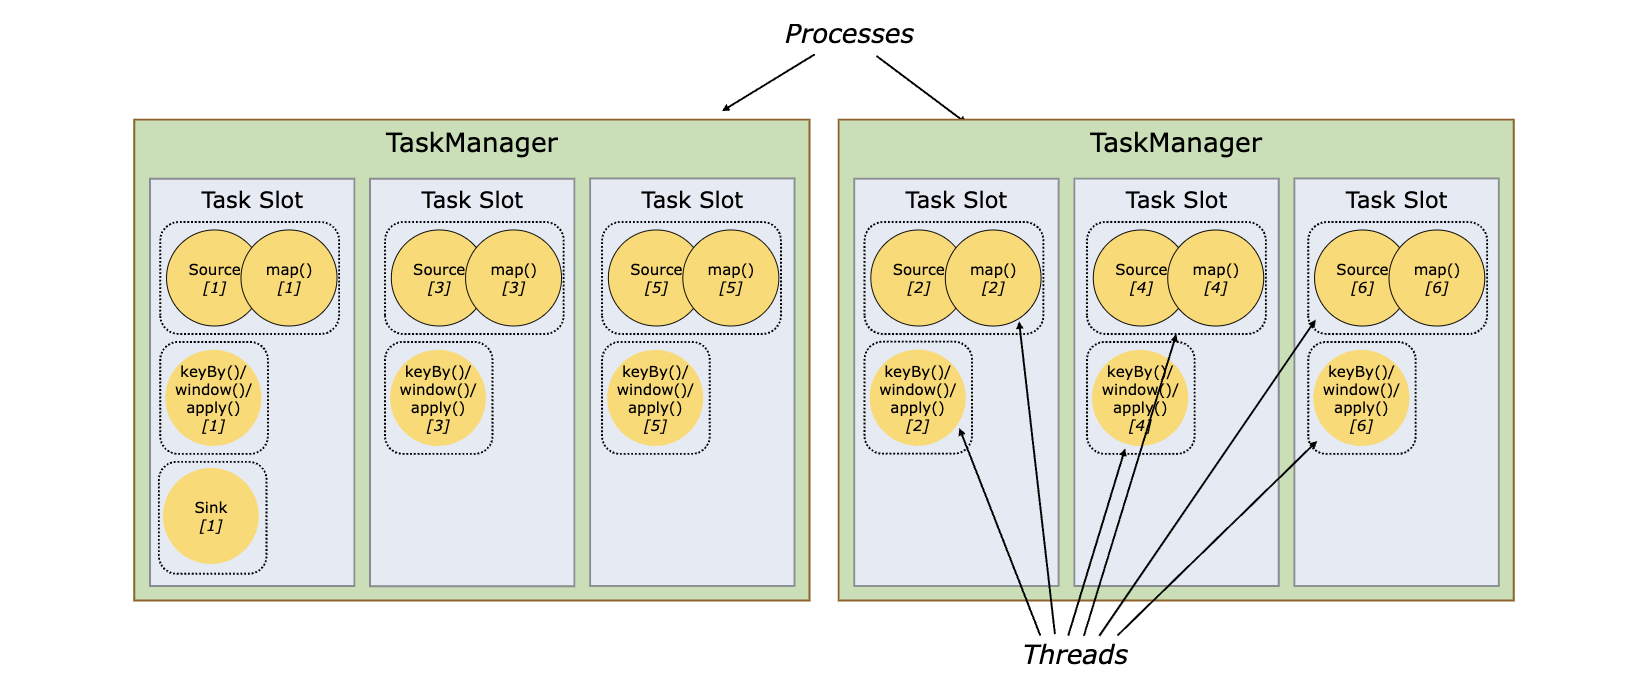 Processes
TaskManager
Task Slot
Source
[1]
map()
[1]
keyBy()/
window()/
apply()
[1]
Sink
[1]
Task Slot
Source
[3]
map()
[3]
keyBy()/
window()/
apply()
[3]
Task Slot
Source
[5]
map()
[5]
keyBy()/
window()/
apply()
[5]
TaskManager
Task Slot
Source
[2]
map()
[2]
keyBy()/
window()/
apply()
[2]
Task Slot
Source
[4]
map()
[4]
keyBy()/
window()/
apply()
[4]
Task Slot
Source
[6]
map()
[6]
keyBy()/
window()/
apply()
[6]
Threads